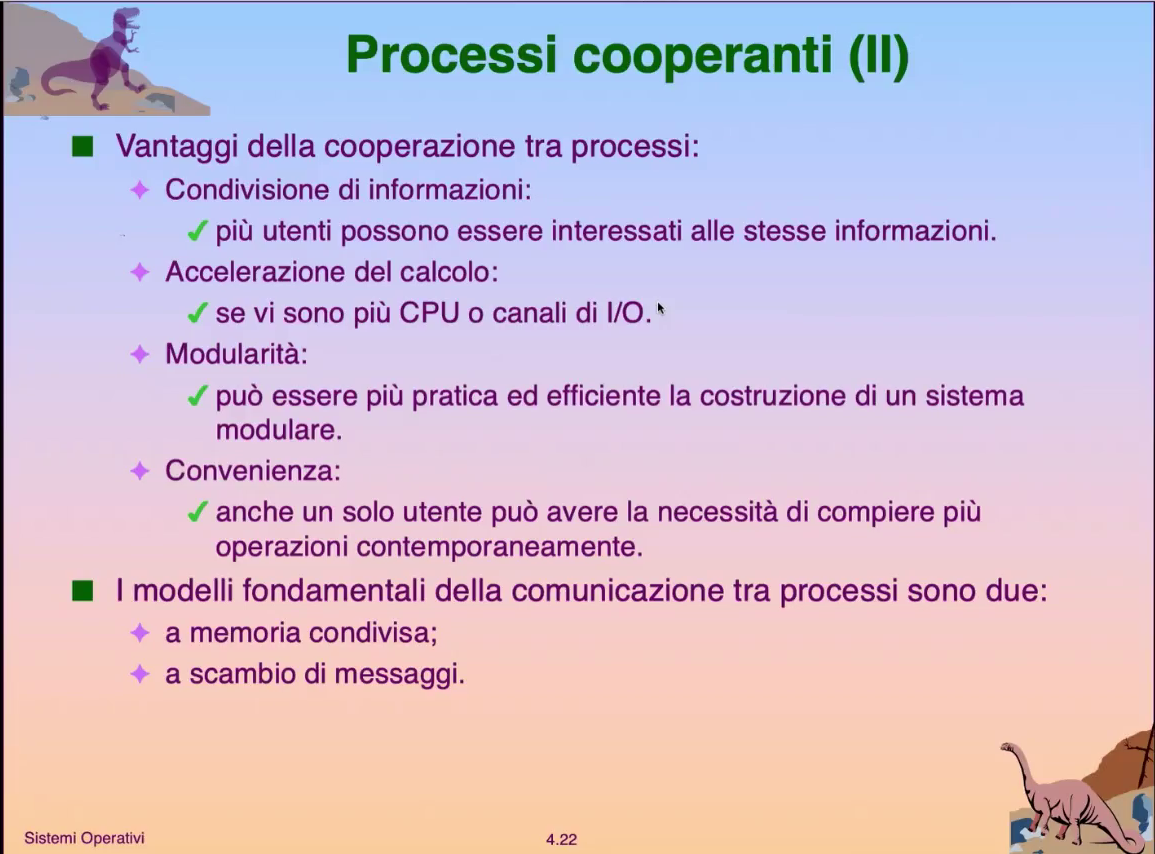 Processi cooperanti (II)
Vantaggi della cooperazione tra processi:
Condivisione di informazioni:
più utenti possono essere interessati alle stesse informazioni.
Accelerazione del calcolo:
se vi sono più CPU o canali di I/O.
Modularità:
può essere più pratica ed efficiente la costruzione di un sistema
modulare.
Convenienza:
anche un solo utente può avere la necessità di compiere più
operazioni contemporaneamente.
I modelli fondamentali della comunicazione tra processi sono due:
a memoria condivisa;
a scambio di messaggi.
Sistemi Operativi
4.22